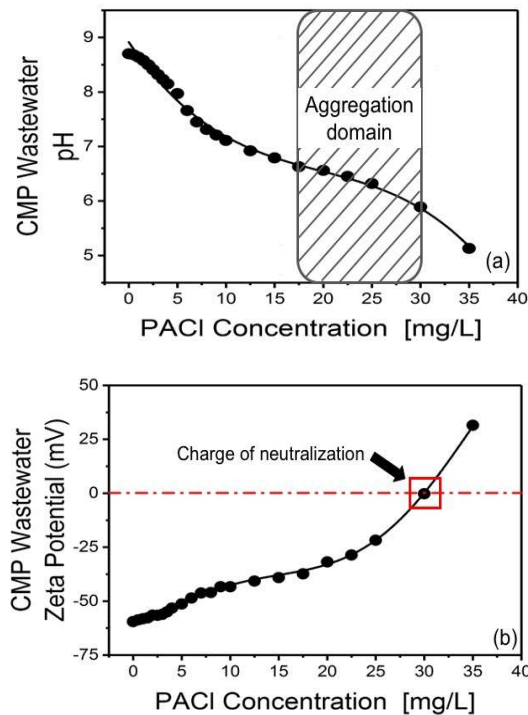 CMP Wastewater
pH
9
8
7
6
5
Aggregation
domain
(a)
0 5 10 15 20 25 30 35 40
PACl Concentration [mg/L]
CMP Wastewater
Zeta Potential (mV)
50
25
0
-25
-50
-75
Charge of neutralization
(b)
0 5 10 15 20 25 30 35 40
PACl Concentration [mg/L]